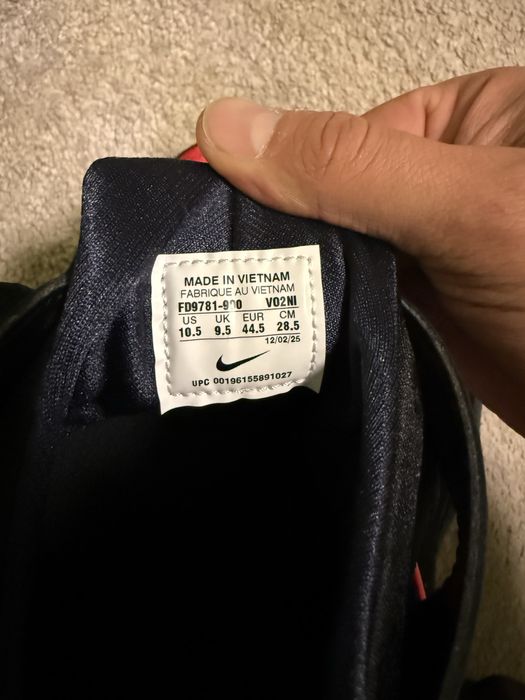 MADE IN VIETNAM
FABRIQUE AU VIETNAM
FD9781-900 VO2NI
US UK EUR CM
10.5 9.5 44.5 28.5
12/02/25
UPC 00196155891027